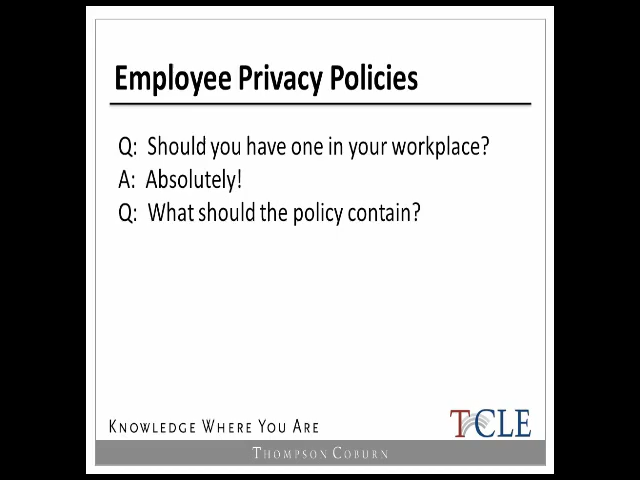 Employee Privacy Policies
Q: Should you have one in your workplace?
A: Absolutely!
Q: What should the policy contain?
KNOWLEDGE WHERE YOU ARE
TCLE
THOMPSON COBURN